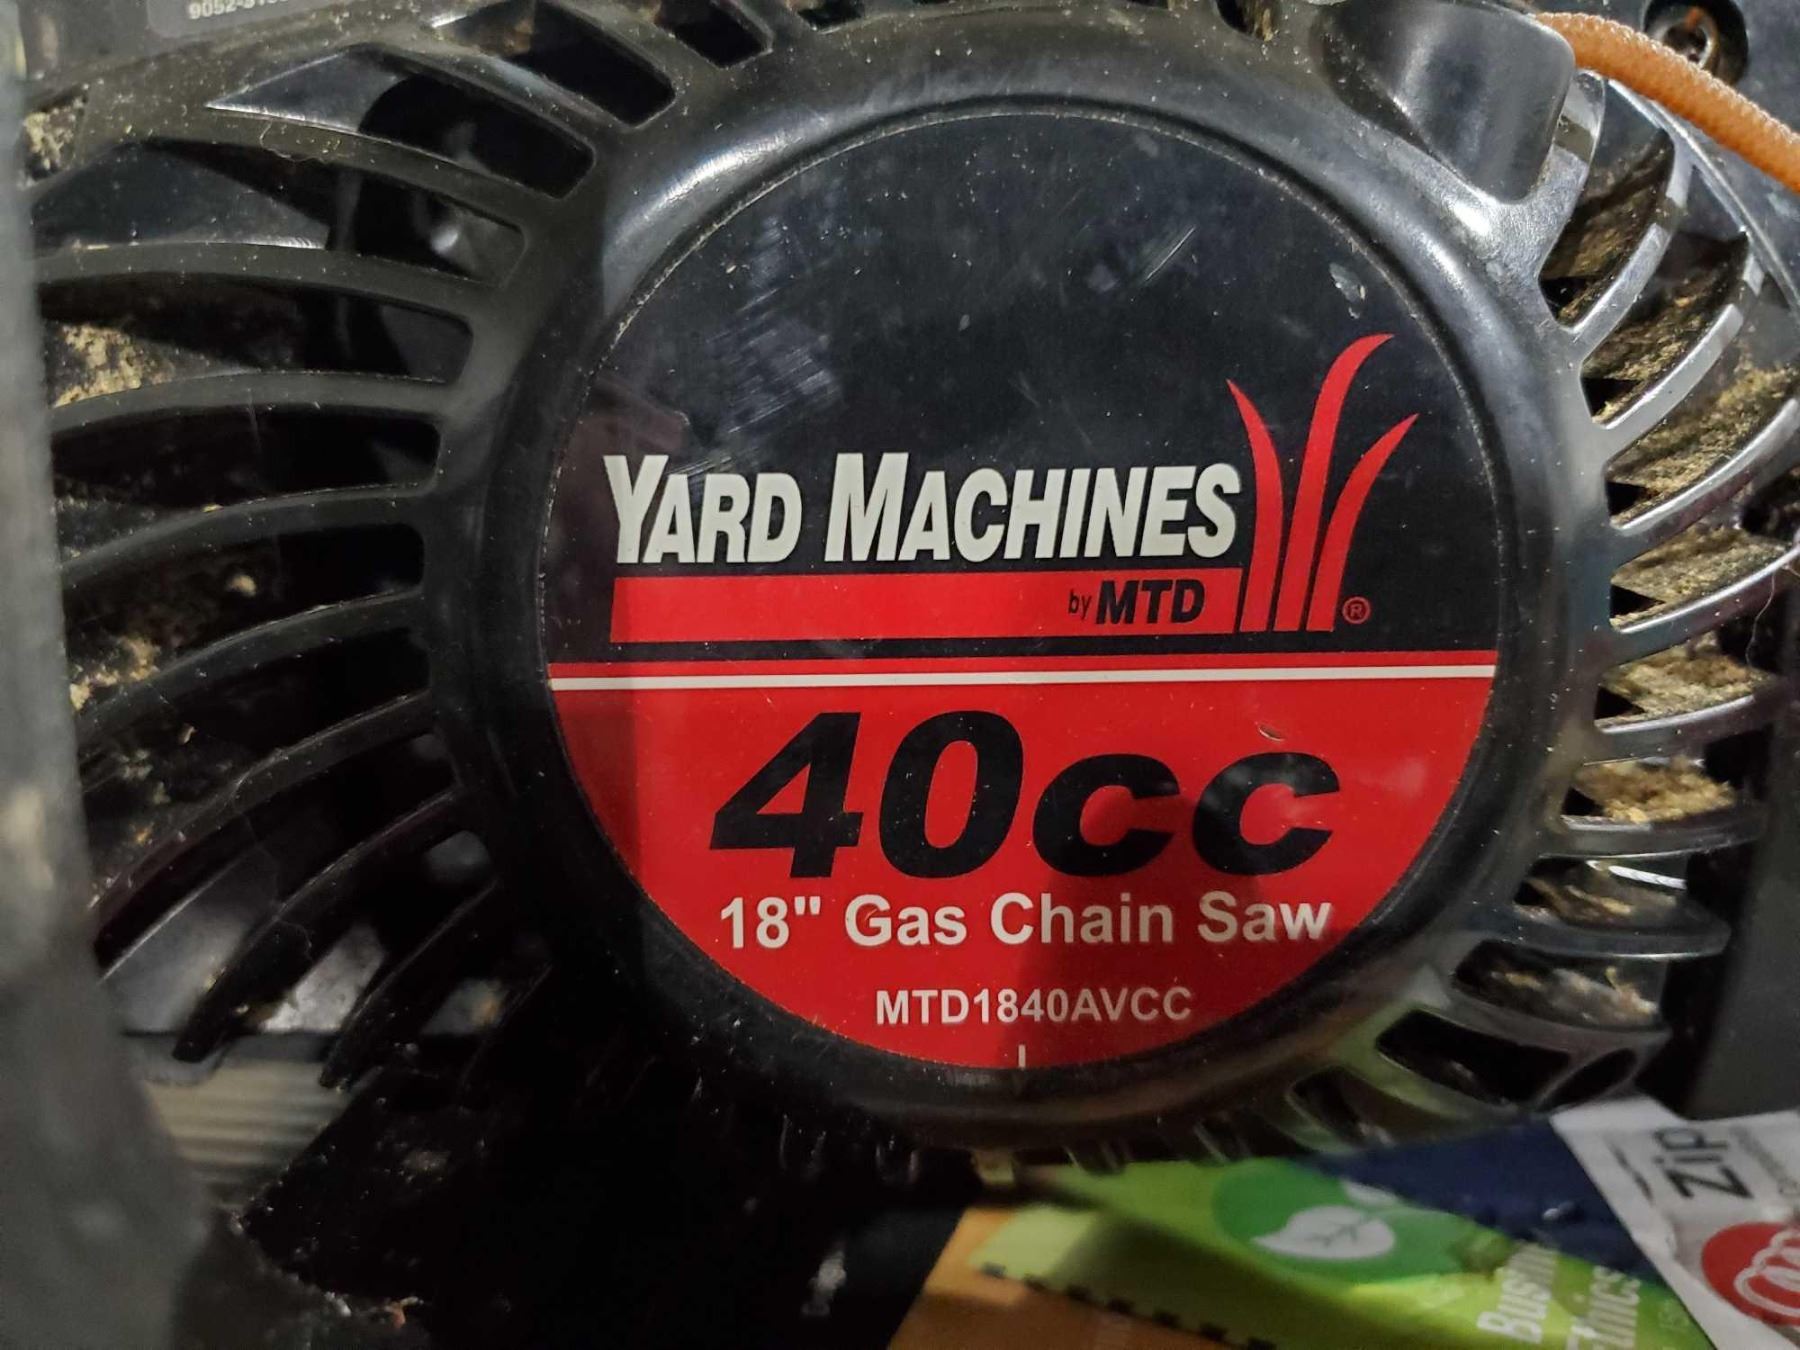 YARD MACHINES
by MTD ®
40cc
18" Gas Chain Saw
MTD1840AVCC